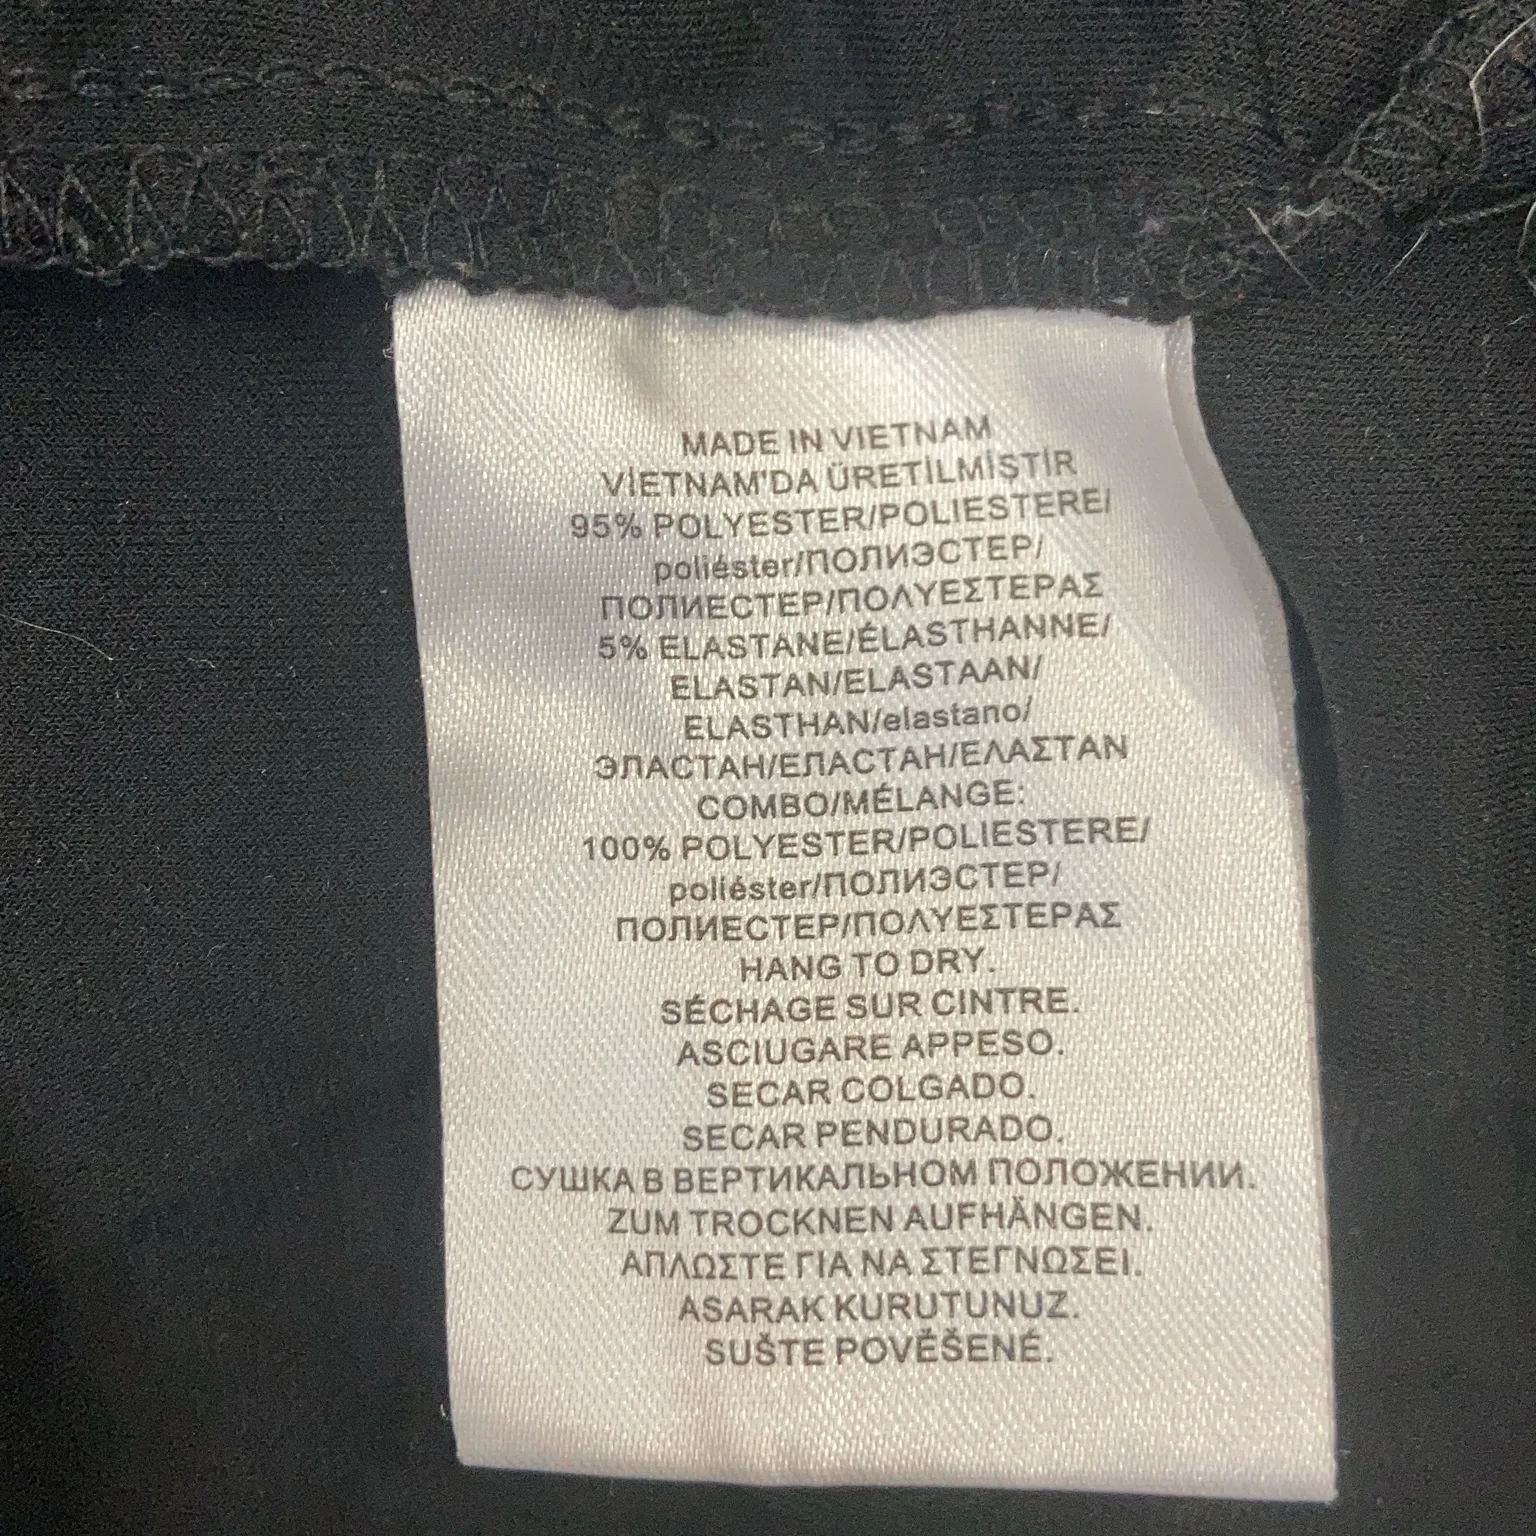 MADE IN VIETNAM
VİETNAM'DA ÜRETİLMİŞTİR
95% POLYESTER/POLIESTERE/
poliéster/ПОЛИЭСТЕР/
ПОЛИЕСТЕР/ΠΟΛΥΕΣΤΕΡΑΣ
5% ELASTANE/ÉLASTHANNE/
ELASTAN/ELASTAAN/
ELASTHAN/elastano/
ЭЛАСТАН/ЕЛАСТАН/ΕΛΑΣΤΑΝ
COMBO/MÉLANGE:
100% POLYESTER/POLIESTERE/
poliéster/ПОЛИЭСТЕР/
ПОЛИЕСТЕР/ΠΟΛΥΕΣΤΕΡΑΣ
HANG TO DRY.
SÉCHAGE SUR CINTRE.
ASCIUGARE APPESO.
SECAR COLGADO.
SECAR PENDURADO.
СУШКА В ВЕРТИКАЛЬНОМ ПОЛОЖЕНИИ.
ZUM TROCKNEN AUFHÄNGEN.
ΑΠΛΩΣΤΕ ΓΙΑ ΝΑ ΣΤΕΓΝΩΣΕΙ.
ASARAK KURUTUNUZ.
SUŠTE POVĚŠENÉ.